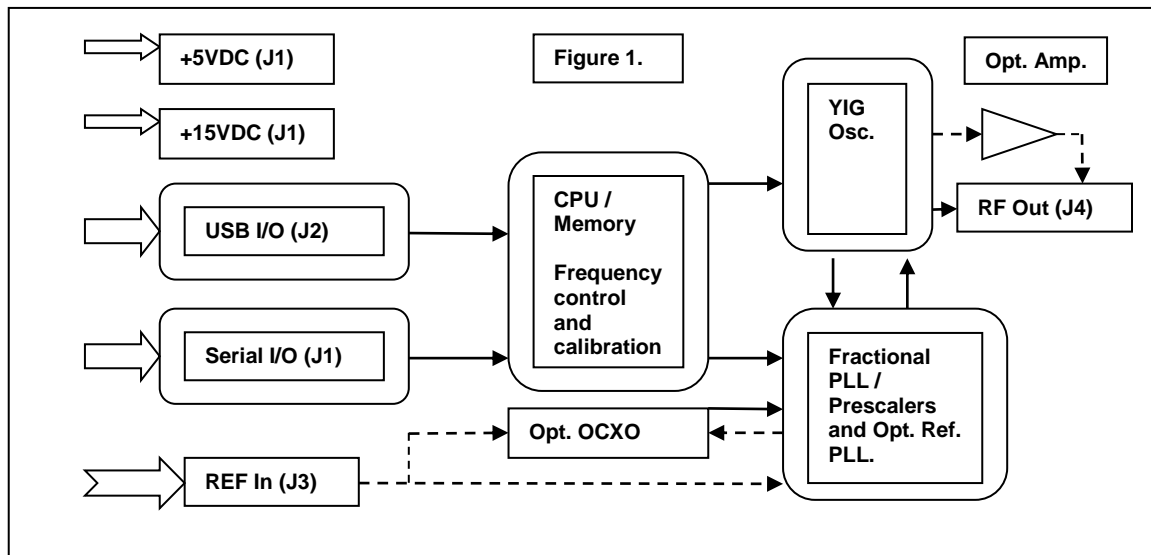 +5VDC (J1)
Figure 1.
Opt. Amp.
+15VDC (J1)
YIG
Osc.
USB I/O (J2)
CPU /
Memory
Frequency
control
and
calibration
RF Out (J4)
Serial I/O (J1)
Fractional
PLL /
Prescalers
and Opt. Ref.
PLL.
Opt. OCXO
REF In (J3)